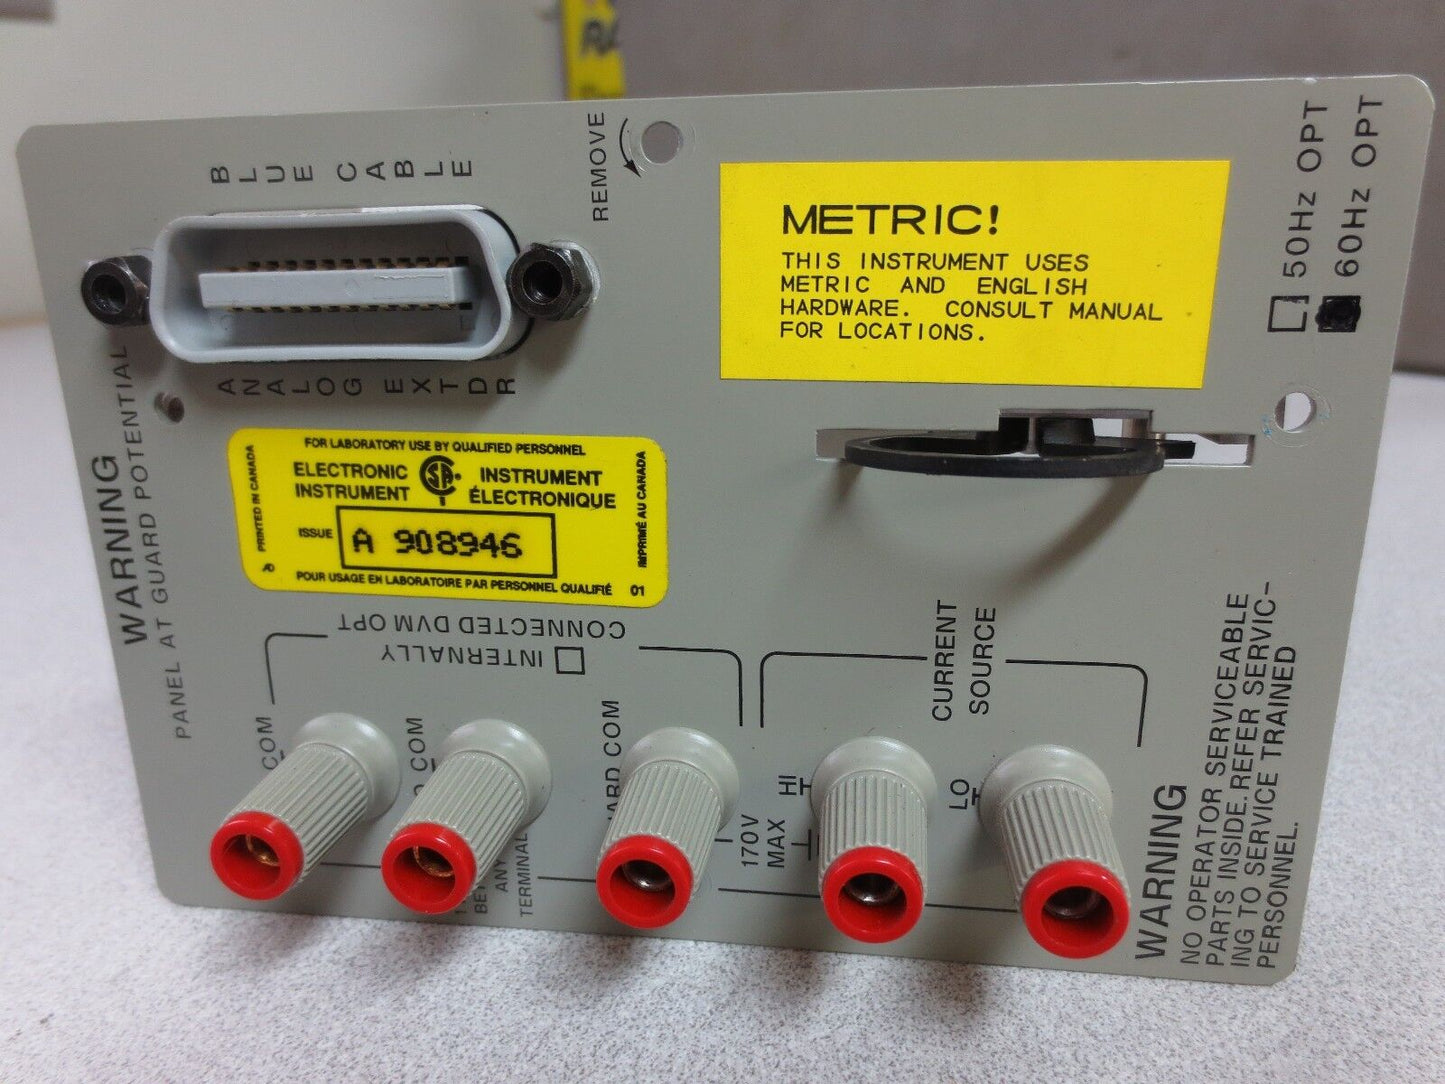 BLUE CABLE
ANALOG EXTDR
REMOVE
METRIC!
THIS INSTRUMENT USES
METRIC AND ENGLISH
HARDWARE. CONSULT MANUAL
FOR LOCATIONS.
50Hz OPT
60Hz OPT
WARNING
PANEL AT GUARD POTENTIAL
FOR LABORATORY USE BY QUALIFIED PERSONNEL
ELECTRONIC
INSTRUMENT
SA
INSTRUMENT
ÉLECTRONIQUE
ISSUE
A 908946
POUR USAGE EN LABORATOIRE PAR PERSONNEL QUALIFIÉ
01
PRINTED IN CANADA
IMPRIMÉ AU CANADA
INTERNALLY
CONNECTED DVM OPT
CURRENT
SOURCE
COM
COM
COM
HI
LO
170V
MAX
ANY
TERMINAL
WARNING
NO OPERATOR SERVICEABLE
PARTS INSIDE.REFER SERVIC-
ING TO SERVICE TRAINED
PERSONNEL.